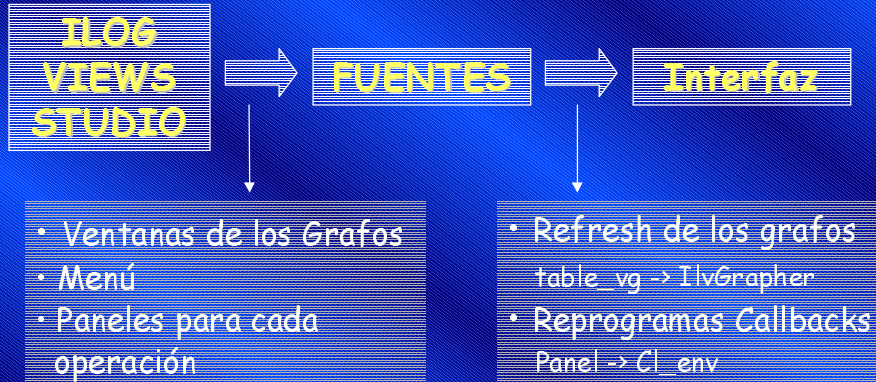 ILOG
VIEWS
STUDIO
FUENTES
Interfaz
• Ventanas de los Grafos
• Menú
• Paneles para cada
operación
• Refresh de los grafos
table_vg -> IlvGrapher
• Reprogramas Callbacks
Panel -> Cl_env